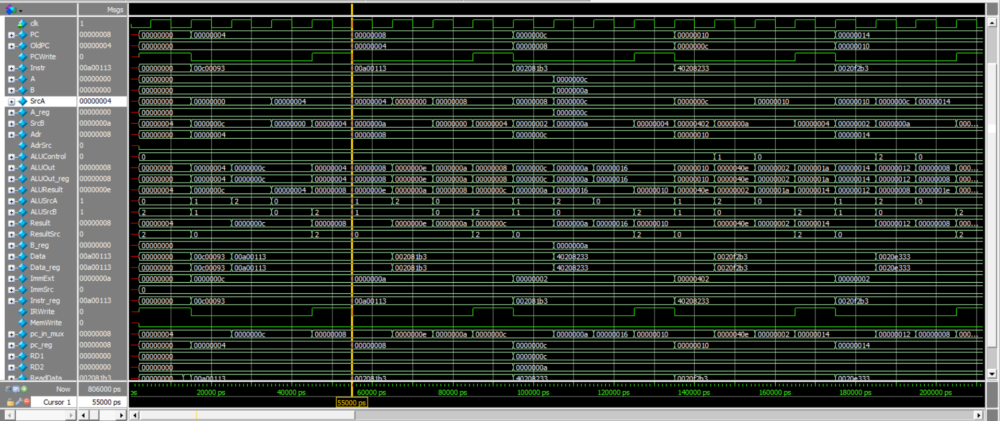 Msgs
clk 1
PC 00000008 00000000 00000004 00000008 0000000c 00000010 00000014
OldPC 00000004 00000000 00000004 00000008 0000000c 00000010
PCWrite 0
Instr 00a00113 00000000 00c00093 00a00113 002081b3 40208233 0020f2b3
A 00000000 00000000 0000000c
B 00000000 00000000 0000000a
SrcA 00000004 00000000 00000000 00000004 00000004 00000000 00000008 00000008 0000000c 0000000c 00000010 00000010 0000000c 00000014
A_reg 00000000 00000000 0000000c
SrcB 0000000a 00000004 0000000c 00000000 00000004 0000000a 00000000 00000004 00000002 0000000a 00000004 00000402 0000000a 00000004 00000002 0000000a 000...
Adr 00000008 00000000 00000004 00000008 0000000c 00000010 00000014
AdrSrc 0
ALUControl 0 0 1 0 2 0
ALUOut 00000008 00000000 00000004 0000000c 00000004 00000008 0000000e 0000000a 00000008 0000000c 0000000a 00000016 00000010 0000040e 00000002 0000001a 00000014 00000012 00000008 000...
ALUOut_reg 00000008 00000000 00000004 0000000c 00000004 00000008 0000000e 0000000a 00000008 0000000c 0000000a 00000016 00000010 0000040e 00000002 0000001a 00000014 00000012 00000008 000...
ALUResult 0000000e 00000004 0000000c 00000004 00000008 0000000e 0000000a 00000008 0000000c 0000000a 00000016 00000010 0000040e 00000002 0000001a 00000014 00000012 00000008 0000001e 000...
ALUSrcA 1 0 1 2 0 1 2 0 1 2 0 1 2 0 1 2 0
ALUSrcB 1 2 1 0 2 1 0 2 1 0 2 1 0 2 1 0 2
Result 00000008 00000004 0000000c 00000008 0000000e 0000000a 0000000c 0000000a 00000016 00000010 0000040e 00000002 00000014 00000012 00000008 000...
ResultSrc 0 2 0 2 0 2 0 2 0 2 0 2
B_reg 00000000 00000000 0000000a
Data 00a00113 00000000 00c00093 00a00113 002081b3 40208233 0020f2b3 0020e333
Data_reg 00a00113 00000000 00c00093 00a00113 002081b3 40208233 0020f2b3 0020e333
ImmExt 0000000a 00000000 0000000c 0000000a 00000002 00000402 00000002
ImmSrc 0 0
Instr_reg 00a00113 00000000 00c00093 00a00113 002081b3 40208233 0020f2b3
IRWrite 0
MemWrite 0
pc_in_mux 00000008 00000004 0000000c 00000008 0000000e 0000000a 0000000c 0000000a 00000016 00000010 0000040e 00000002 00000014 00000012 00000008 000...
pc_reg 00000008 00000000 00000004 00000008 0000000c 00000010 00000014
RD1 00000000 00000000 0000000c
RD2 00000000 00000000 0000000a
ReadData 002081b3 00000000 00a00113 002081b3 40208233 0020f2b3 0020e333
Now 806000 ps ps 20000 ps 40000 ps 60000 ps 80000 ps 100000 ps 120000 ps 140000 ps 160000 ps 180000 ps 200000 ps
Cursor 1 55000 ps 55000 ps